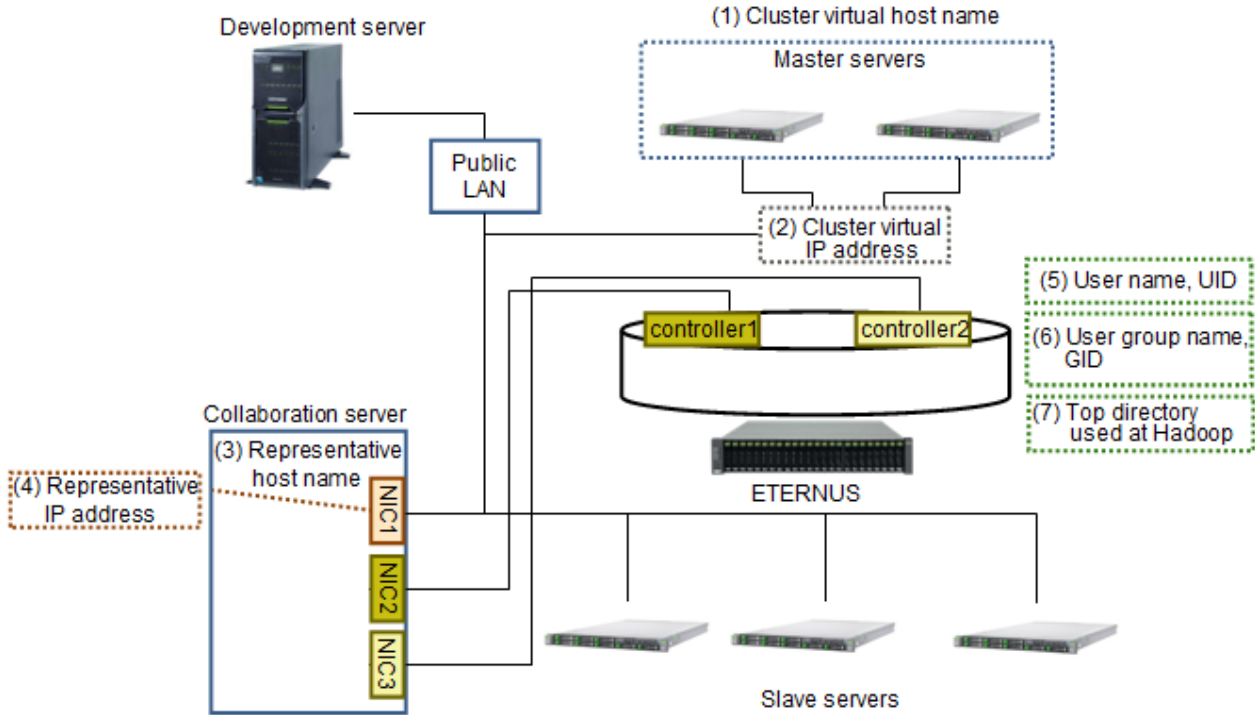 Development server
(1) Cluster virtual host name
Master servers
Public
LAN
(2) Cluster virtual
IP address
controller1
controller2
(5) User name, UID
(6) User group name,
GID
(7) Top directory
used at Hadoop
Collaboration server
(3) Representative
host name
(4) Representative
IP address
NIC1
NIC2
NIC3
ETERNUS
Slave servers